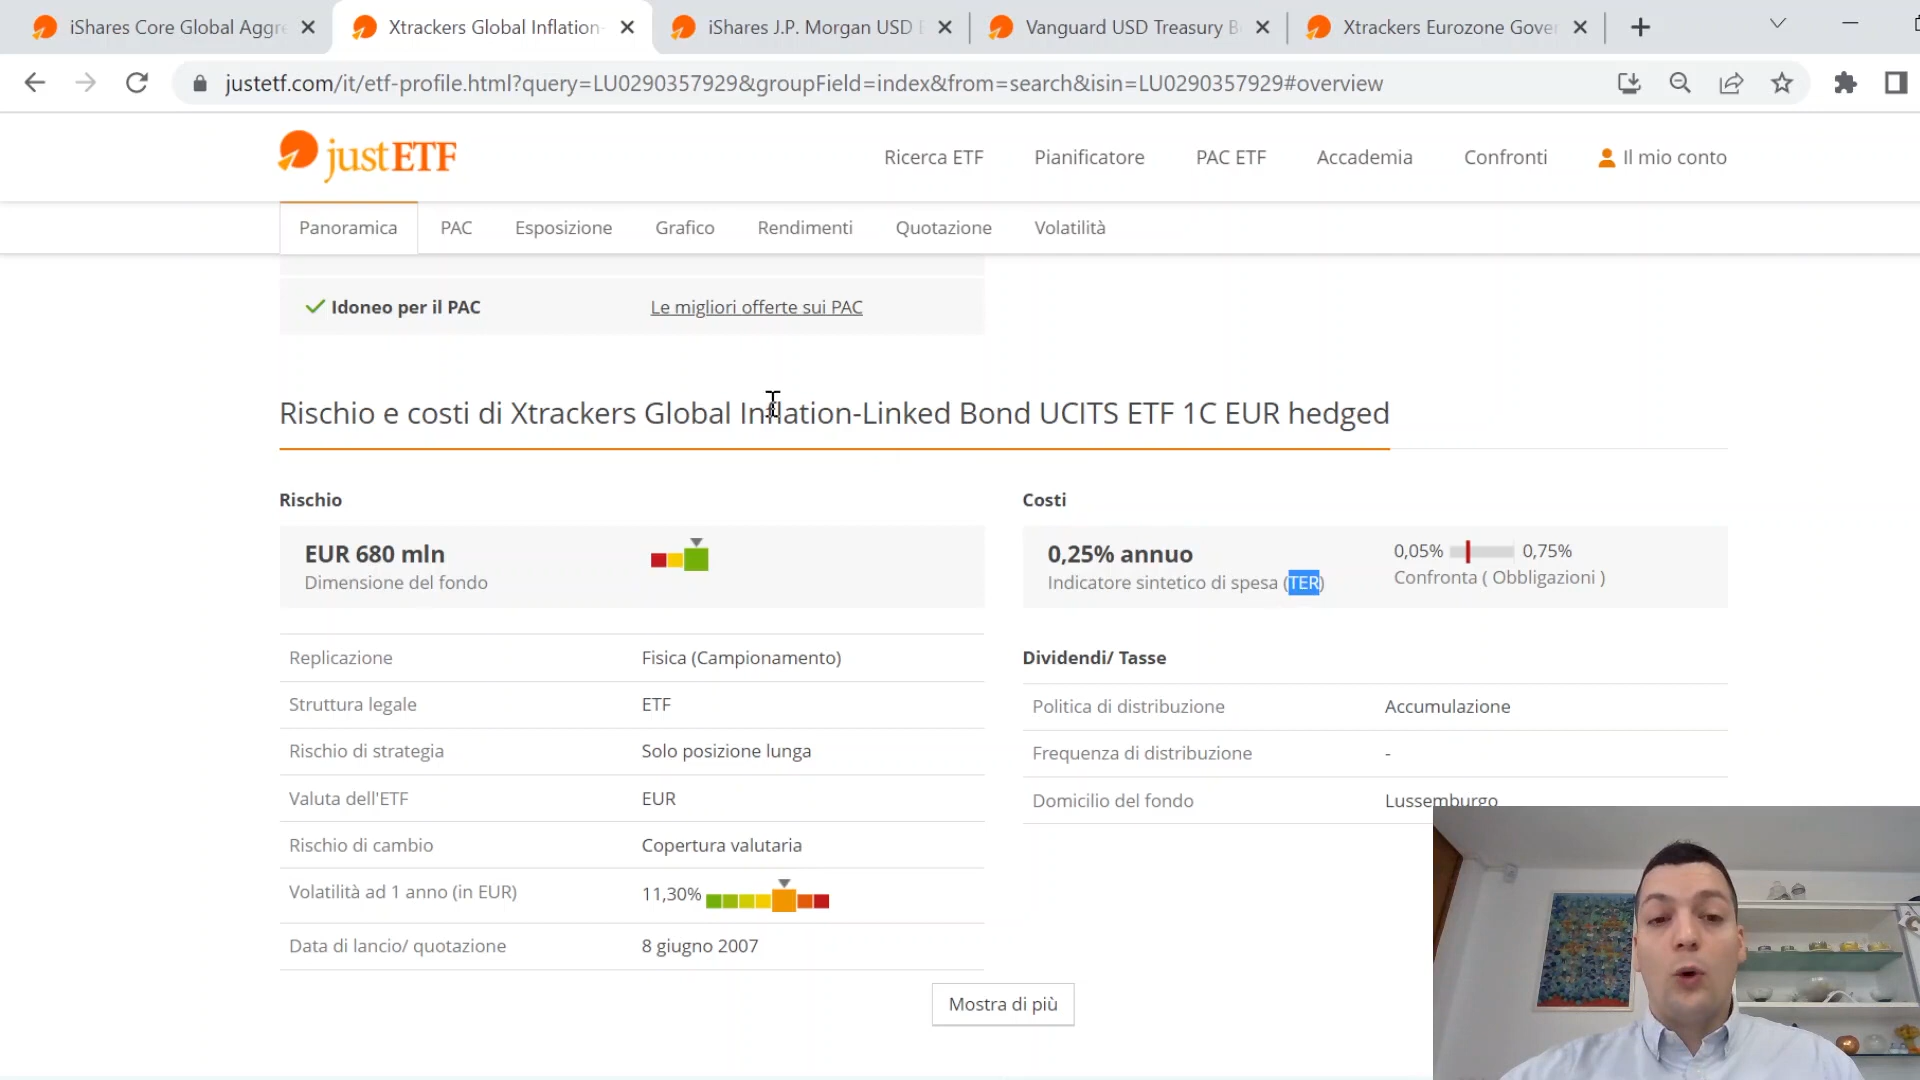 iShares Core Global Aggre
Xtrackers Global Inflation-
iShares J.P. Morgan USD E
Vanguard USD Treasury B
Xtrackers Eurozone Gover
justetf.com/it/etf-profile.html?query=LU0290357929&groupField=index&from=search&isin=LU0290357929#overview
justETF
Ricerca ETF
Pianificatore
PAC ETF
Accademia
Confronti
Il mio conto
Panoramica
PAC
Esposizione
Grafico
Rendimenti
Quotazione
Volatilità
Idoneo per il PAC
Le migliori offerte sui PAC
Rischio e costi di Xtrackers Global Inflation-Linked Bond UCITS ETF 1C EUR hedged
Rischio
EUR 680 mln
Dimensione del fondo
Replicazione Fisica (Campionamento)
Struttura legale ETF
Rischio di strategia Solo posizione lunga
Valuta dell'ETF EUR
Rischio di cambio Copertura valutaria
Volatilità ad 1 anno (in EUR) 11,30%
Data di lancio/ quotazione 8 giugno 2007
Costi
0,25% annuo
Indicatore sintetico di spesa (TER)
0,05% 0,75%
Confronta ( Obbligazioni )
Dividendi/ Tasse
Politica di distribuzione Accumulazione
Frequenza di distribuzione -
Domicilio del fondo Lussemburgo
Mostra di più